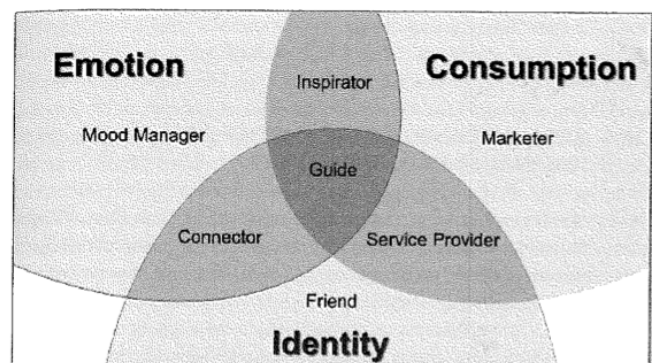 Emotion
Consumption
Inspirator
Mood Manager
Marketer
Guide
Connector
Service Provider
Friend
Identity